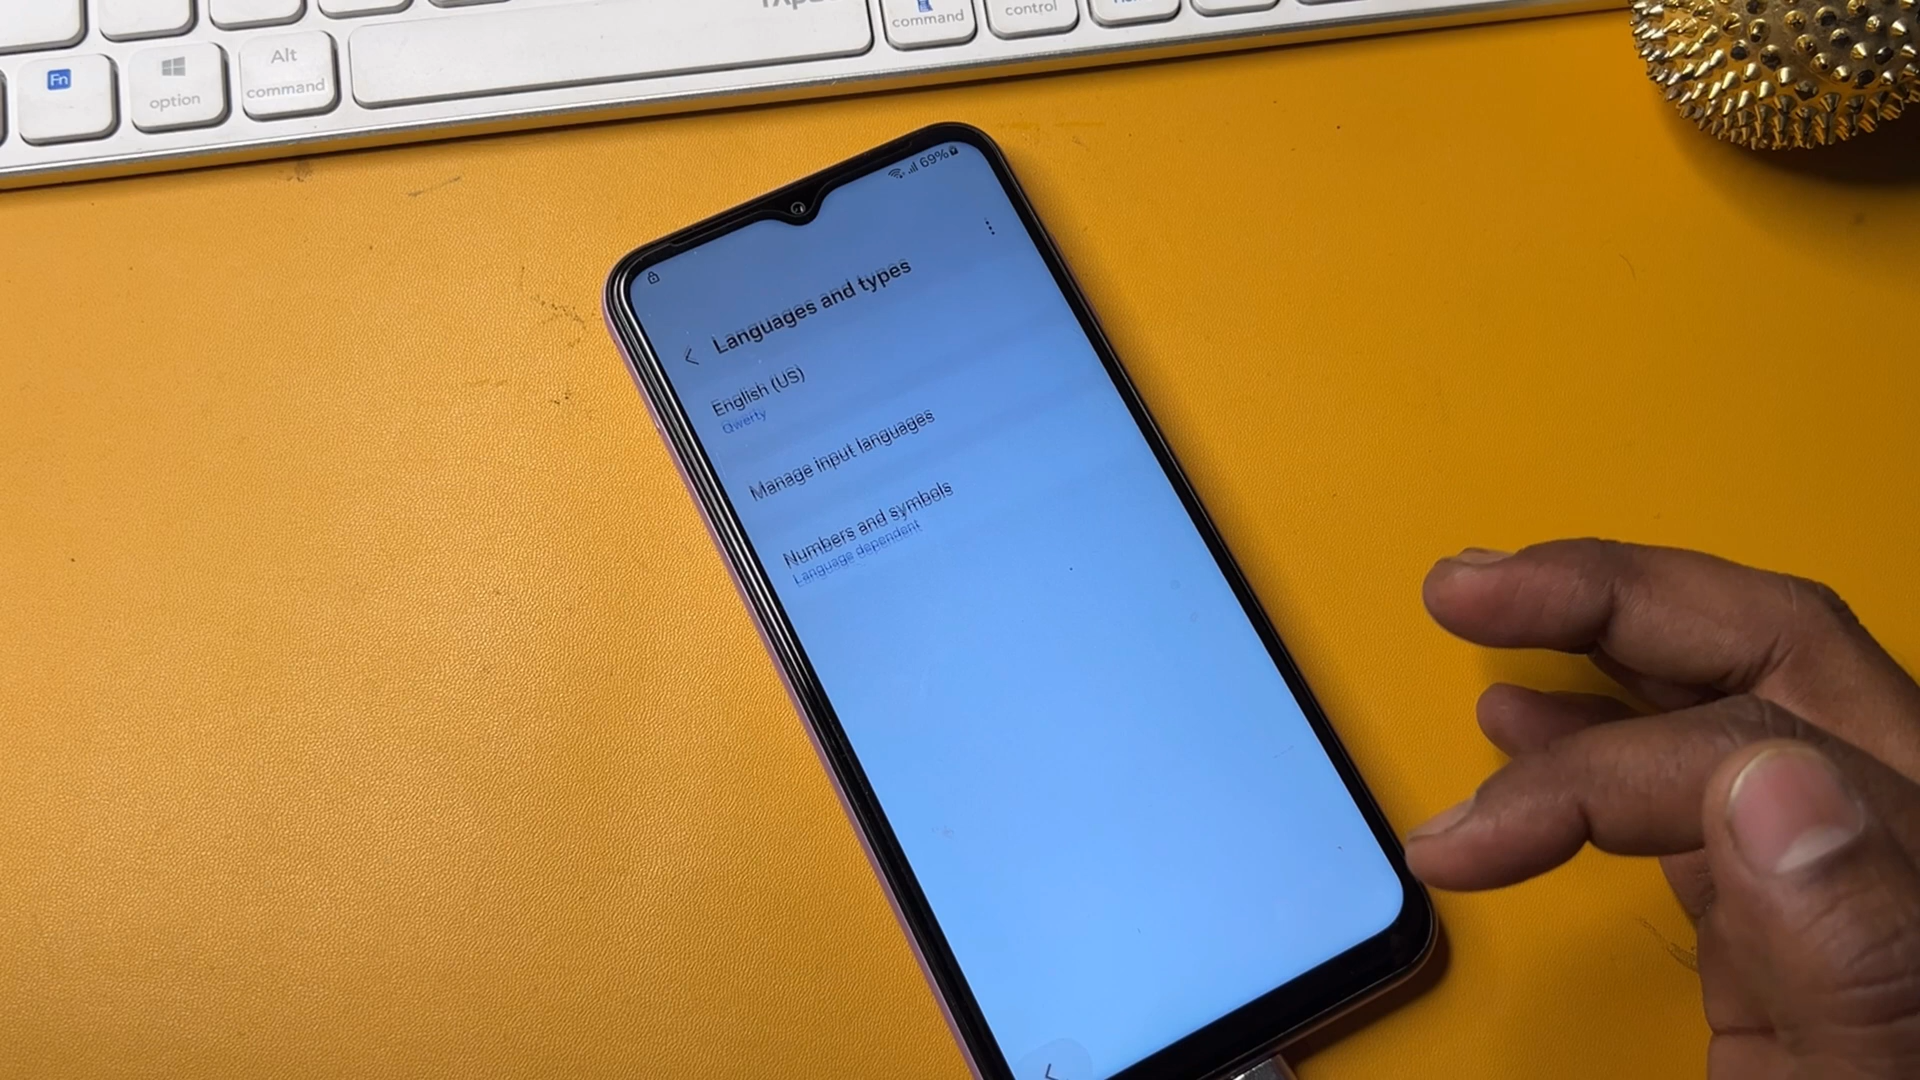 Fn
option
Alt
command
command
control
69%
Languages and types
English (US)
Qwerty
Manage input languages
Numbers and symbols
Language dependent